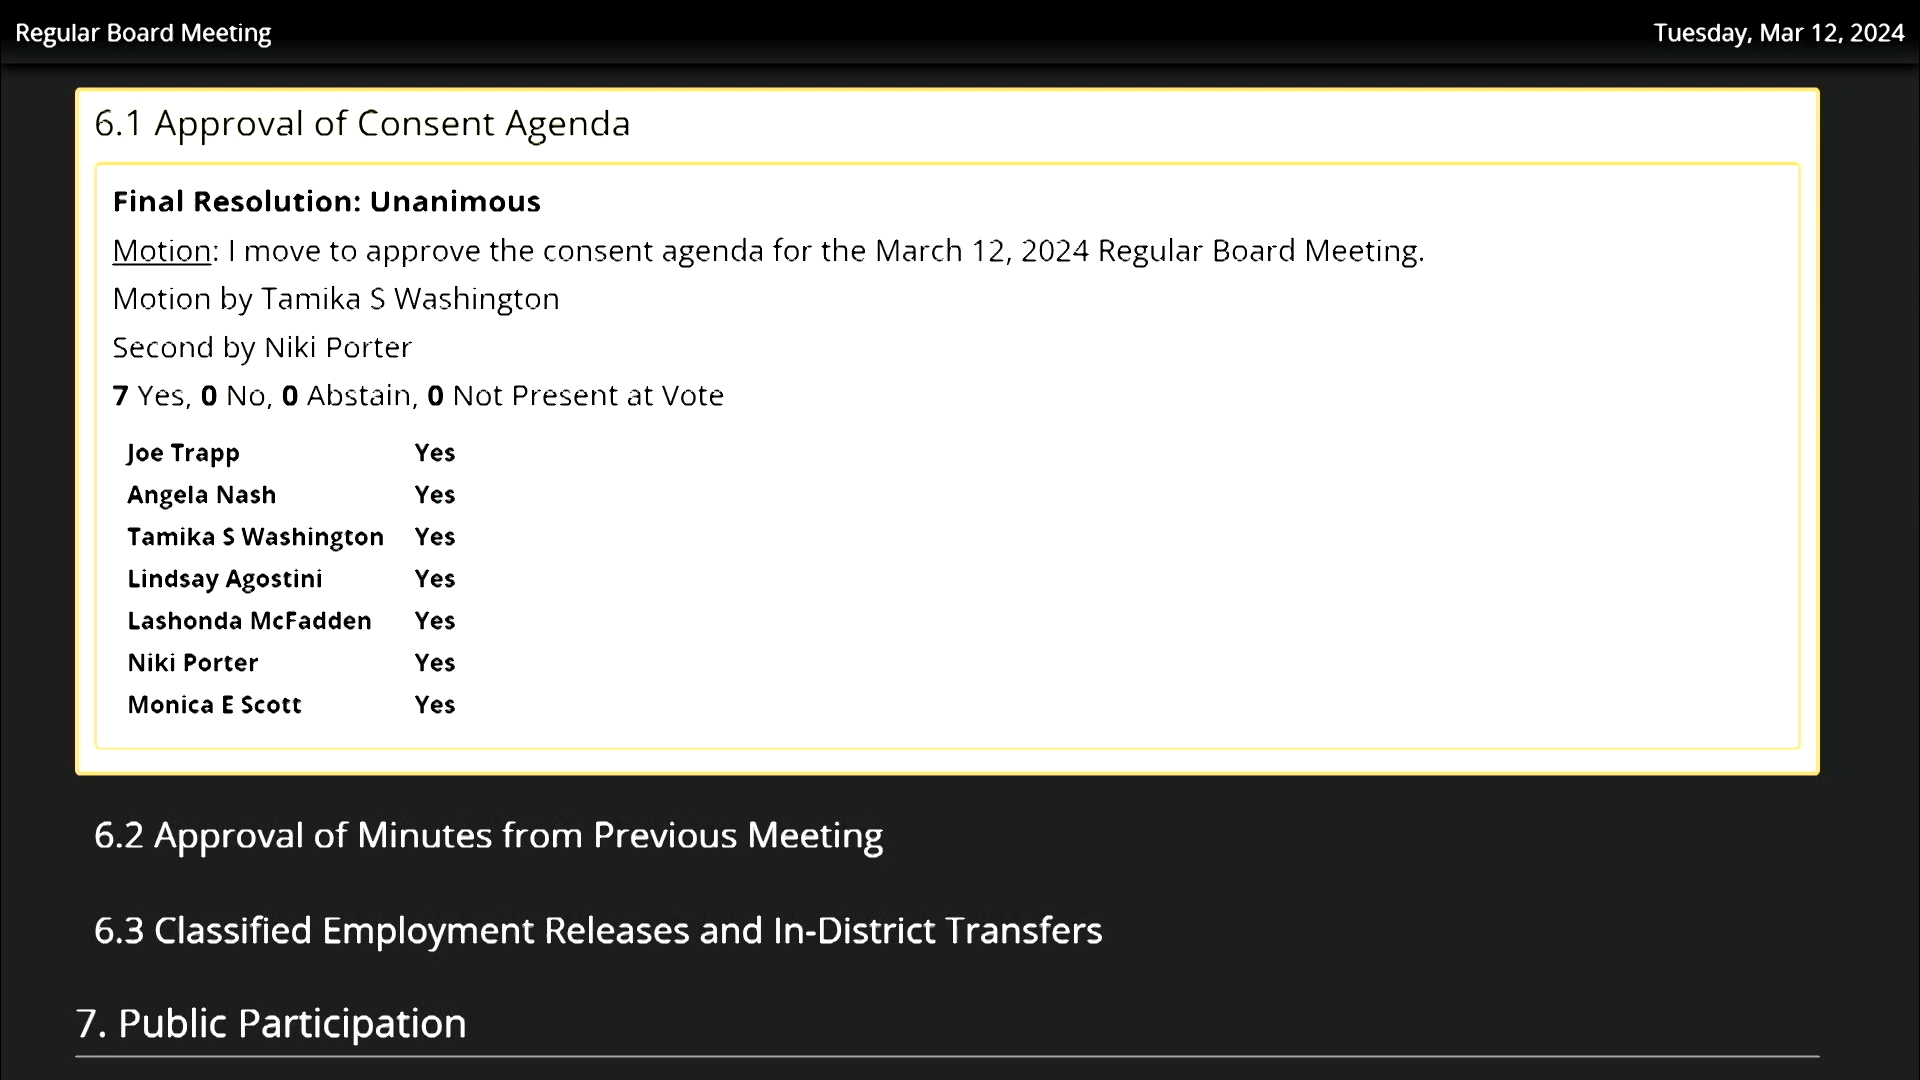 Regular Board Meeting
Tuesday, Mar 12, 2024
6.1 Approval of Consent Agenda
Final Resolution: Unanimous
Motion: I move to approve the consent agenda for the March 12, 2024 Regular Board Meeting.
Motion by Tamika S Washington
Second by Niki Porter
7 Yes, 0 No, 0 Abstain, 0 Not Present at Vote
Joe Trapp Yes
Angela Nash Yes
Tamika S Washington Yes
Lindsay Agostini Yes
Lashonda McFadden Yes
Niki Porter Yes
Monica E Scott Yes
6.2 Approval of Minutes from Previous Meeting
6.3 Classified Employment Releases and In-District Transfers
7. Public Participation